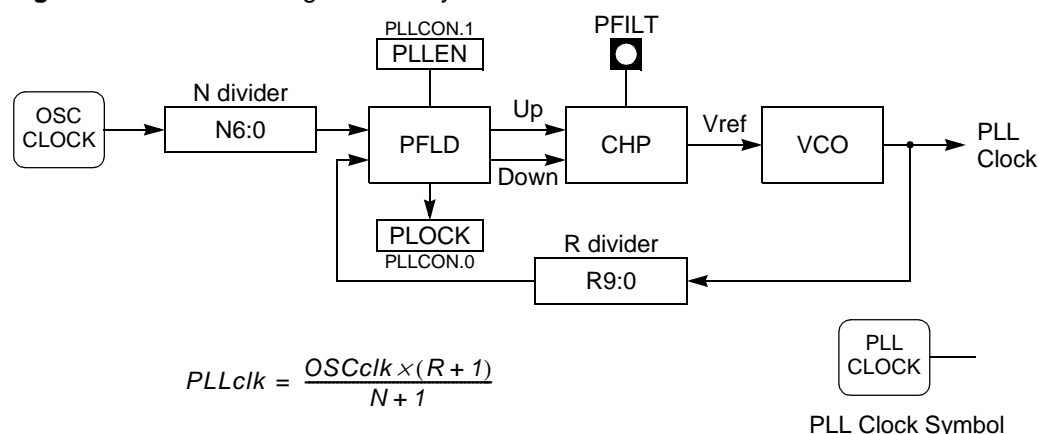 PLLCON.1
PLLEN
PFILT
N divider
OSC
CLOCK
N6:0
PFLD
Up
Down
CHP
Vref
VCO
PLL
Clock
PLOCK
PLLCON.0
R divider
R9:0
PLL
CLOCK
PLLclk = OSCclk × (R + 1)
N + 1
PLL Clock Symbol